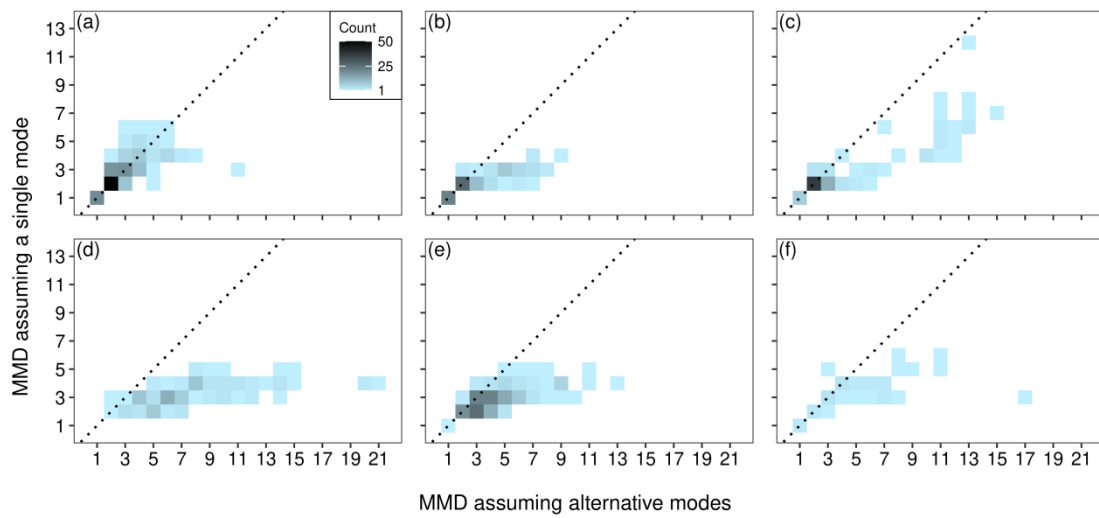 (a)
Count
50
25
1
(b)
(c)
13
11
9
7
5
3
1
(d)
(e)
(f)
13
11
9
7
5
3
1
1 3 5 7 9 11 13 15 17 19 21
1 3 5 7 9 11 13 15 17 19 21
1 3 5 7 9 11 13 15 17 19 21
MMD assuming a single mode
MMD assuming alternative modes